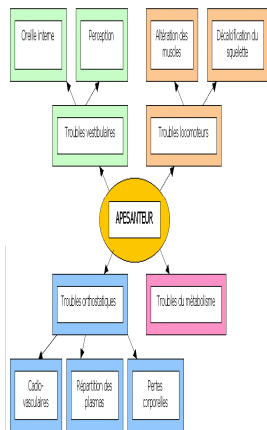 Oreille interne
Perception
Altération des
muscles
Décalcification du
squelette
Troubles vestibulaires
Troubles locomoteurs
APESANTEUR
Troubles orthostatiques
Troubles du métabolisme
Cadio-
vasculaires
Répartition des
plasmas
Pertes
corporelles